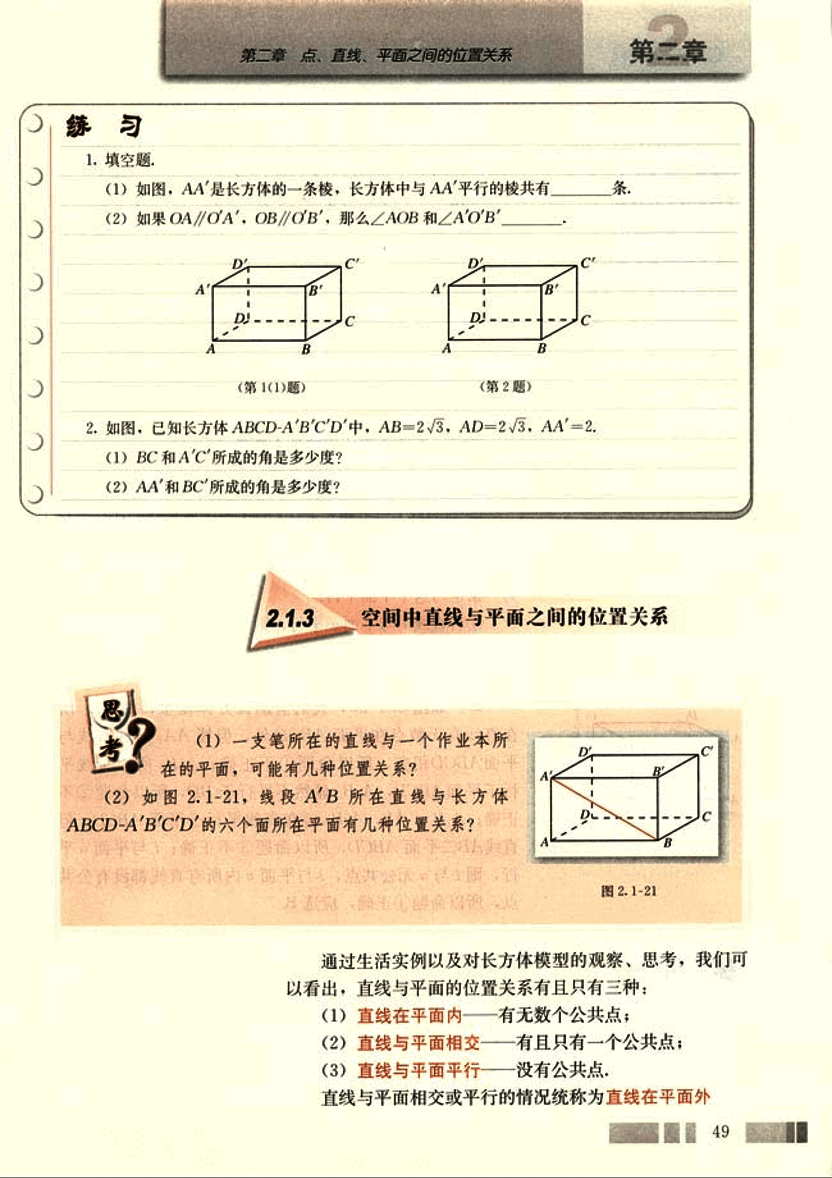 第二章 点、直线、平面之间的位置关系
第二章
练 习
1. 填空题.
(1) 如图，AA′是长方体的一条棱，长方体中与 AA′平行的棱共有______条.
(2) 如果OA∥O′A′，OB∥O′B′，那么∠AOB 和∠A′O′B′______.
D′ C′ D′ C′
A′ B′ A′ B′
D C D C
A B A B
(第 1(1)题) (第 2 题)
2. 如图，已知长方体 ABCD-A′B′C′D′中，AB=2√3，AD=2√3，AA′=2.
(1) BC 和 A′C′所成的角是多少度?
(2) AA′和 BC′所成的角是多少度?
2.1.3 空间中直线与平面之间的位置关系
思考?
(1) 一支笔所在的直线与一个作业本所
在的平面，可能有几种位置关系?
(2) 如图 2.1-21，线段 A′B 所在直线与长方体
ABCD-A′B′C′D′的六个面所在平面有几种位置关系?
D′ C′
A′ B′
D C
A B
图 2.1-21
通过生活实例以及对长方体模型的观察、思考，我们可
以看出，直线与平面的位置关系有且只有三种：
(1) 直线在平面内——有无数个公共点；
(2) 直线与平面相交——有且只有一个公共点；
(3) 直线与平面平行——没有公共点.
直线与平面相交或平行的情况统称为直线在平面外
49